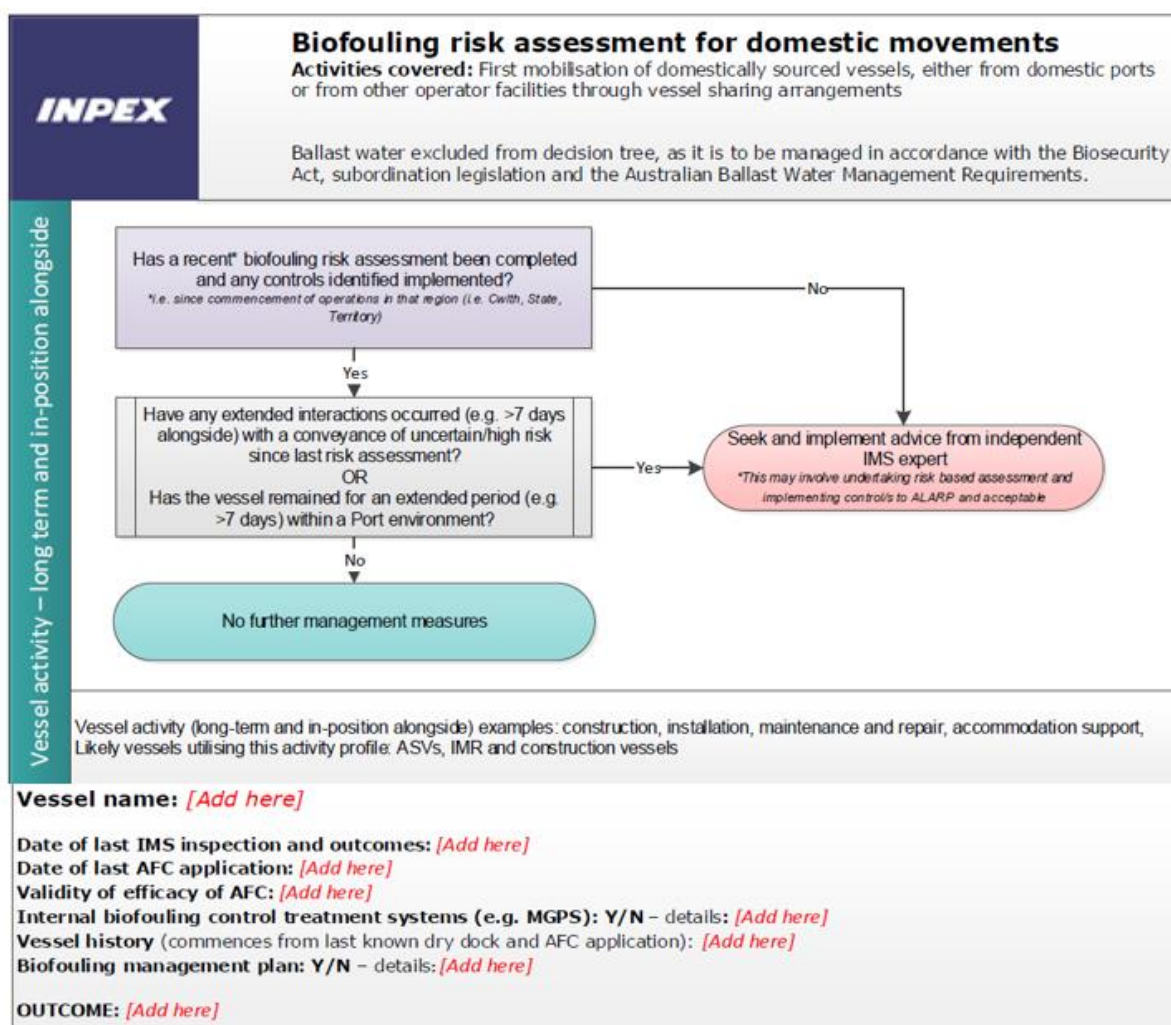 INPEX
Biofouling risk assessment for domestic movements
Activities covered: First mobilisation of domestically sourced vessels, either from domestic ports
or from other operator facilities through vessel sharing arrangements
Ballast water excluded from decision tree, as it is to be managed in accordance with the Biosecurity
Act, subordination legislation and the Australian Ballast Water Management Requirements.
Vessel activity – long term and in-position alongside
Has a recent* biofouling risk assessment been completed
and any controls identified implemented?
*i.e. since commencement of operations in that region (i.e. Cwlth, State,
Territory)
No
Yes
Have any extended interactions occurred (e.g. >7 days
alongside) with a conveyance of uncertain/high risk
since last risk assessment?
OR
Has the vessel remained for an extended period (e.g.
>7 days) within a Port environment?
Yes
Seek and implement advice from independent
IMS expert
*This may involve undertaking risk based assessment and
implementing control/s to ALARP and acceptable
No
No further management measures
Vessel activity (long-term and in-position alongside) examples: construction, installation, maintenance and repair, accommodation support,
Likely vessels utilising this activity profile: ASVs, IMR and construction vessels
Vessel name: [Add here]
Date of last IMS inspection and outcomes: [Add here]
Date of last AFC application: [Add here]
Validity of efficacy of AFC: [Add here]
Internal biofouling control treatment systems (e.g. MGPS): Y/N – details: [Add here]
Vessel history (commences from last known dry dock and AFC application): [Add here]
Biofouling management plan: Y/N – details: [Add here]
OUTCOME: [Add here]